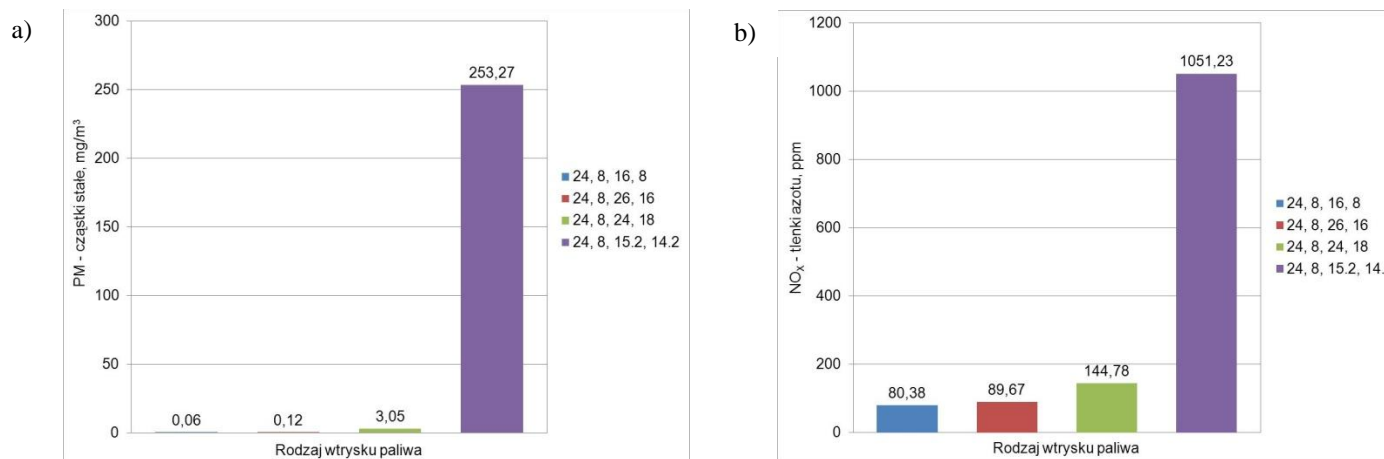 a)
300
250
200
150
100
50
0
PM - cząstki stałe, mg/m³
253,27
0,06
0,12
3,05
Rodzaj wtrysku paliwa
24, 8, 16, 8
24, 8, 26, 16
24, 8, 24, 18
24, 8, 15.2, 14.2
b)
1200
1000
800
600
400
200
0
NOX - tlenki azotu, ppm
1051,23
80,38
89,67
144,78
Rodzaj wtrysku paliwa
24, 8, 16, 8
24, 8, 26, 16
24, 8, 24, 18
24, 8, 15.2, 14.